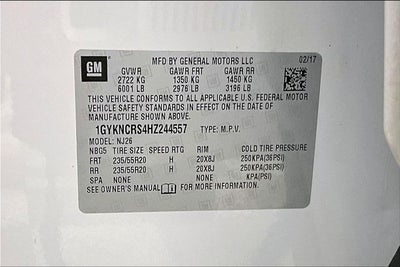 GM
MFD BY GENERAL MOTORS LLC 02/17
GVWR GAWR FRT GAWR RR
2722 KG 1350 KG 1450 KG
6001 LB 2976 LB 3196 LB
THIS VEHICLE CONFORMS TO ALL APPLICABLE U.S. FEDERAL MOTOR
VEHICLE SAFETY STANDARDS IN EFFECT ON THE DATE OF
MANUFACTURE SHOWN ABOVE.
1GYKNCRS4HZ244557 TYPE: M.P.V.
MODEL: NJ26
NBG5 TIRE SIZE SPEED RTG RIM COLD TIRE PRESSURE
FRT 235/55R20 H 20X8J 250KPA(36PSI)
RR 235/55R20 H 20X8J 250KPA(36PSI)
SPA NONE NONE KPA(PSI)
SEE OWNER'S MANUAL FOR MORE INFORMATION